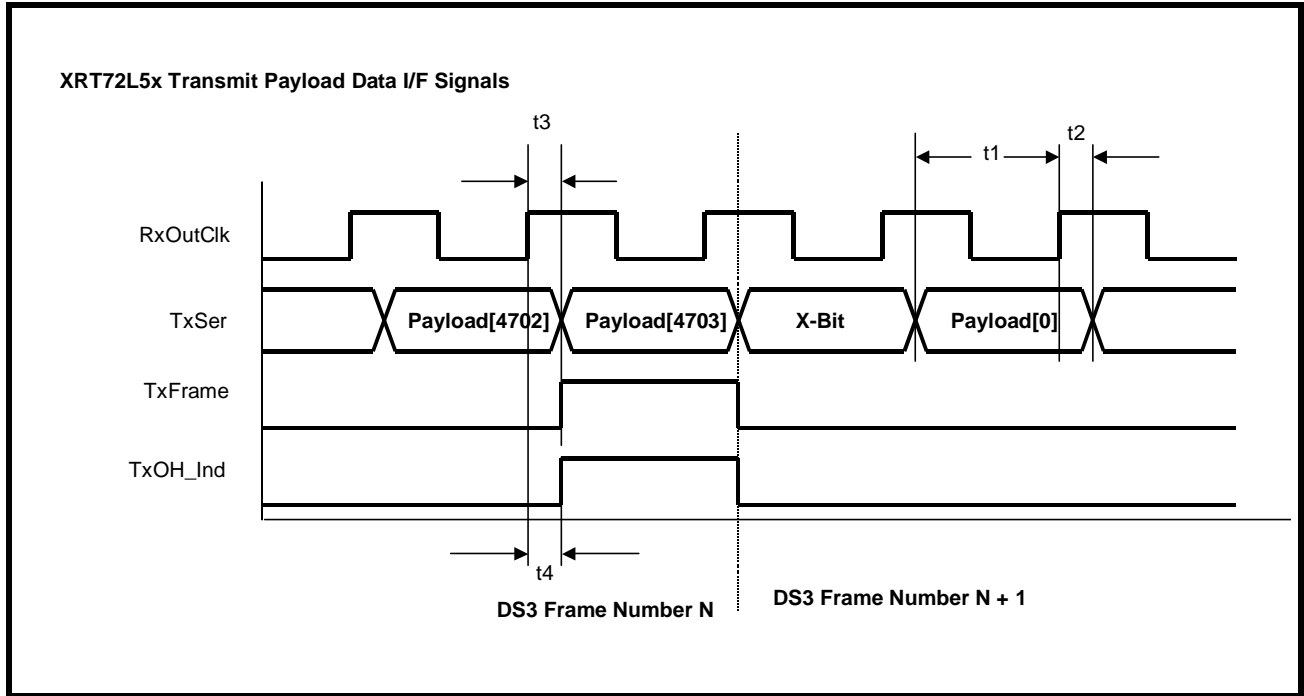 XRT72L5x Transmit Payload Data I/F Signals
t3
t1
t2
RxOutClk
TxSer
Payload[4702]
Payload[4703]
X-Bit
Payload[0]
TxFrame
TxOH_Ind
t4
DS3 Frame Number N
DS3 Frame Number N + 1